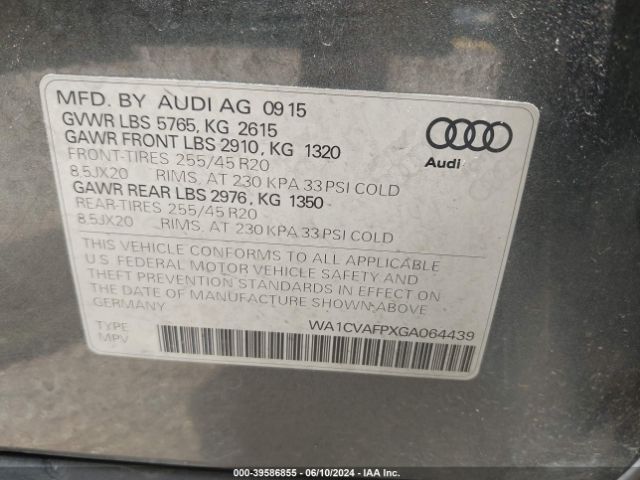 MFD. BY AUDI AG 0915
GVWR LBS 5765, KG 2615
GAWR FRONT LBS 2910, KG 1320
FRONT-TIRES 255/45 R20
8.5JX20 RIMS, AT 230 KPA 33 PSI COLD
GAWR REAR LBS 2976, KG 1350
REAR-TIRES 255/45 R20
8.5JX20 RIMS, AT 230 KPA 33 PSI COLD
Audi
THIS VEHICLE CONFORMS TO ALL APPLICABLE
U.S. FEDERAL MOTOR VEHICLE SAFETY AND
THEFT PREVENTION STANDARDS IN EFFECT ON
THE DATE OF MANUFACTURE SHOWN ABOVE
GERMANY
TYPE
MPV
WA1CVAFPXGA064439
000-39586855 - 06/10/2024 - IAA Inc.